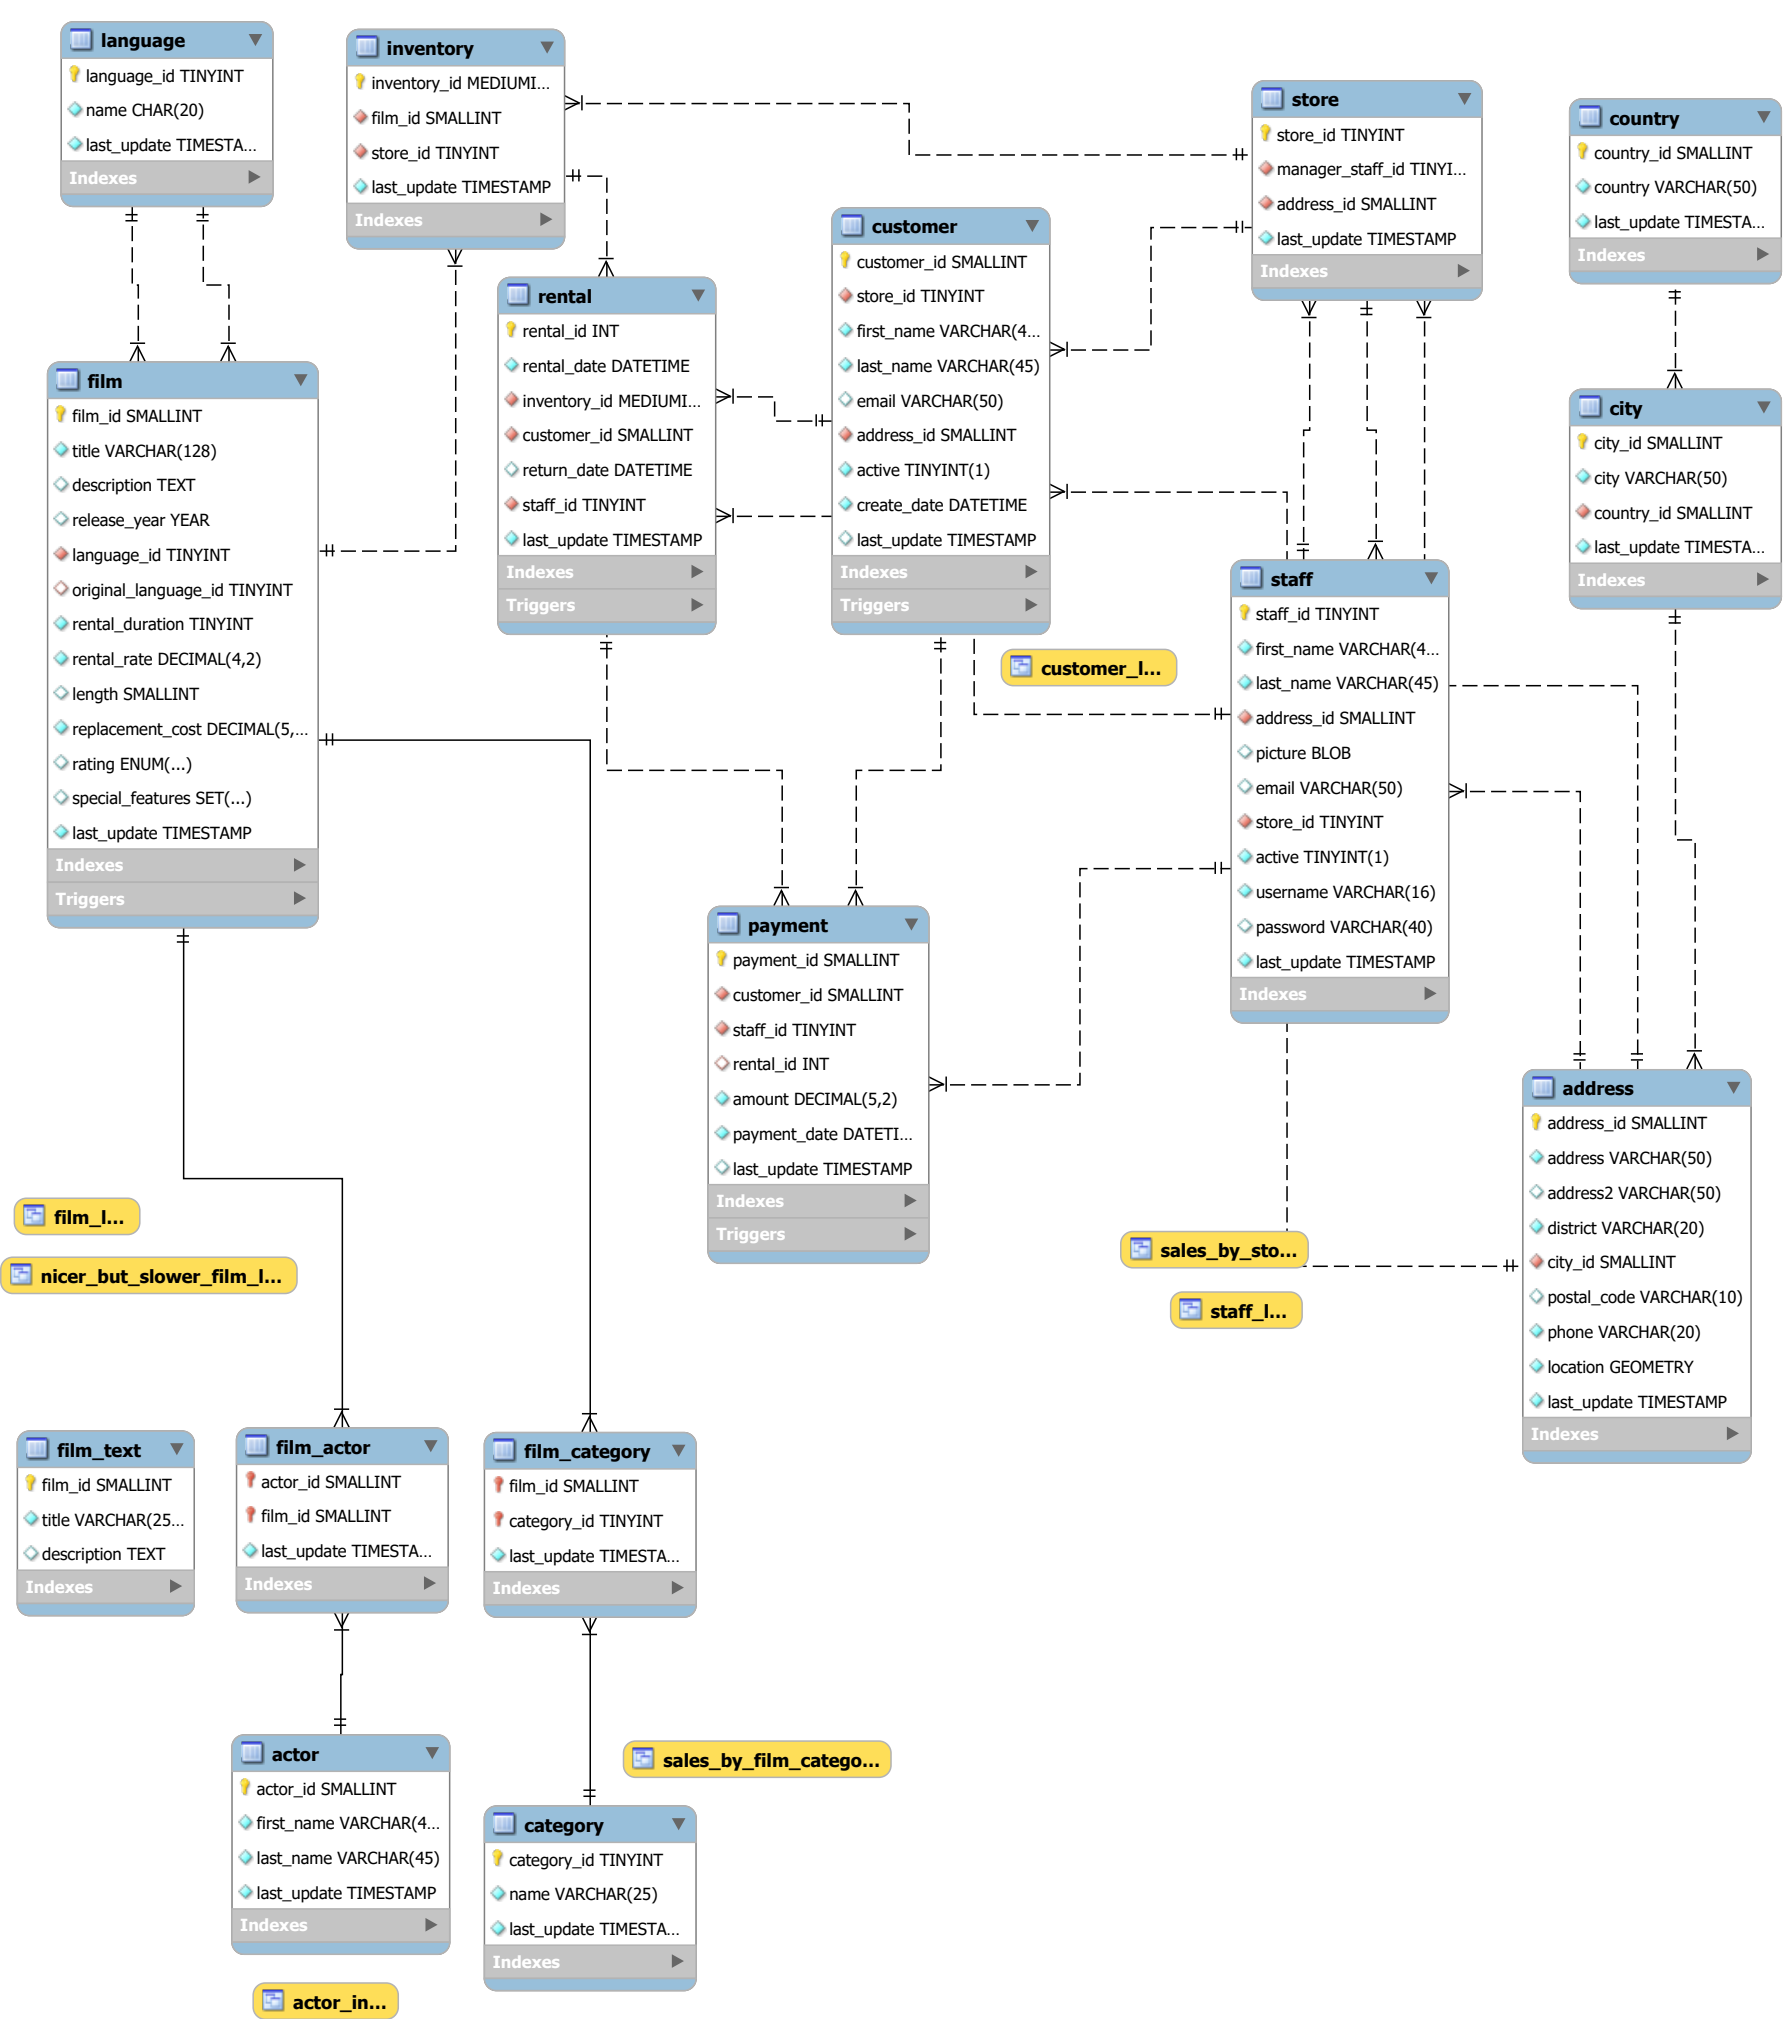 language
language_id TINYINT
name CHAR(20)
last_update TIMESTA...
Indexes
inventory
inventory_id MEDIUMI...
film_id SMALLINT
store_id TINYINT
last_update TIMESTAMP
Indexes
store
store_id TINYINT
manager_staff_id TINYI...
address_id SMALLINT
last_update TIMESTAMP
Indexes
country
country_id SMALLINT
country VARCHAR(50)
last_update TIMESTA...
Indexes
customer
customer_id SMALLINT
store_id TINYINT
first_name VARCHAR(4...
last_name VARCHAR(45)
email VARCHAR(50)
address_id SMALLINT
active TINYINT(1)
create_date DATETIME
last_update TIMESTAMP
Indexes
Triggers
rental
rental_id INT
rental_date DATETIME
inventory_id MEDIUMI...
customer_id SMALLINT
return_date DATETIME
staff_id TINYINT
last_update TIMESTAMP
Indexes
Triggers
film
film_id SMALLINT
title VARCHAR(128)
description TEXT
release_year YEAR
language_id TINYINT
original_language_id TINYINT
rental_duration TINYINT
rental_rate DECIMAL(4,2)
length SMALLINT
replacement_cost DECIMAL(5,...
rating ENUM(...)
special_features SET(...)
last_update TIMESTAMP
Indexes
Triggers
city
city_id SMALLINT
city VARCHAR(50)
country_id SMALLINT
last_update TIMESTA...
Indexes
staff
staff_id TINYINT
first_name VARCHAR(4...
last_name VARCHAR(45)
address_id SMALLINT
picture BLOB
email VARCHAR(50)
store_id TINYINT
active TINYINT(1)
username VARCHAR(16)
password VARCHAR(40)
last_update TIMESTAMP
Indexes
customer_l...
payment
payment_id SMALLINT
customer_id SMALLINT
staff_id TINYINT
rental_id INT
amount DECIMAL(5,2)
payment_date DATETI...
last_update TIMESTAMP
Indexes
Triggers
address
address_id SMALLINT
address VARCHAR(50)
address2 VARCHAR(50)
district VARCHAR(20)
city_id SMALLINT
postal_code VARCHAR(10)
phone VARCHAR(20)
location GEOMETRY
last_update TIMESTAMP
Indexes
film_l...
nicer_but_slower_film_l...
sales_by_sto...
staff_l...
film_text
film_id SMALLINT
title VARCHAR(25...
description TEXT
Indexes
film_actor
actor_id SMALLINT
film_id SMALLINT
last_update TIMESTA...
Indexes
film_category
film_id SMALLINT
category_id TINYINT
last_update TIMESTA...
Indexes
actor
actor_id SMALLINT
first_name VARCHAR(4...
last_name VARCHAR(45)
last_update TIMESTAMP
Indexes
sales_by_film_catego...
category
category_id TINYINT
name VARCHAR(25)
last_update TIMESTA...
Indexes
actor_in...